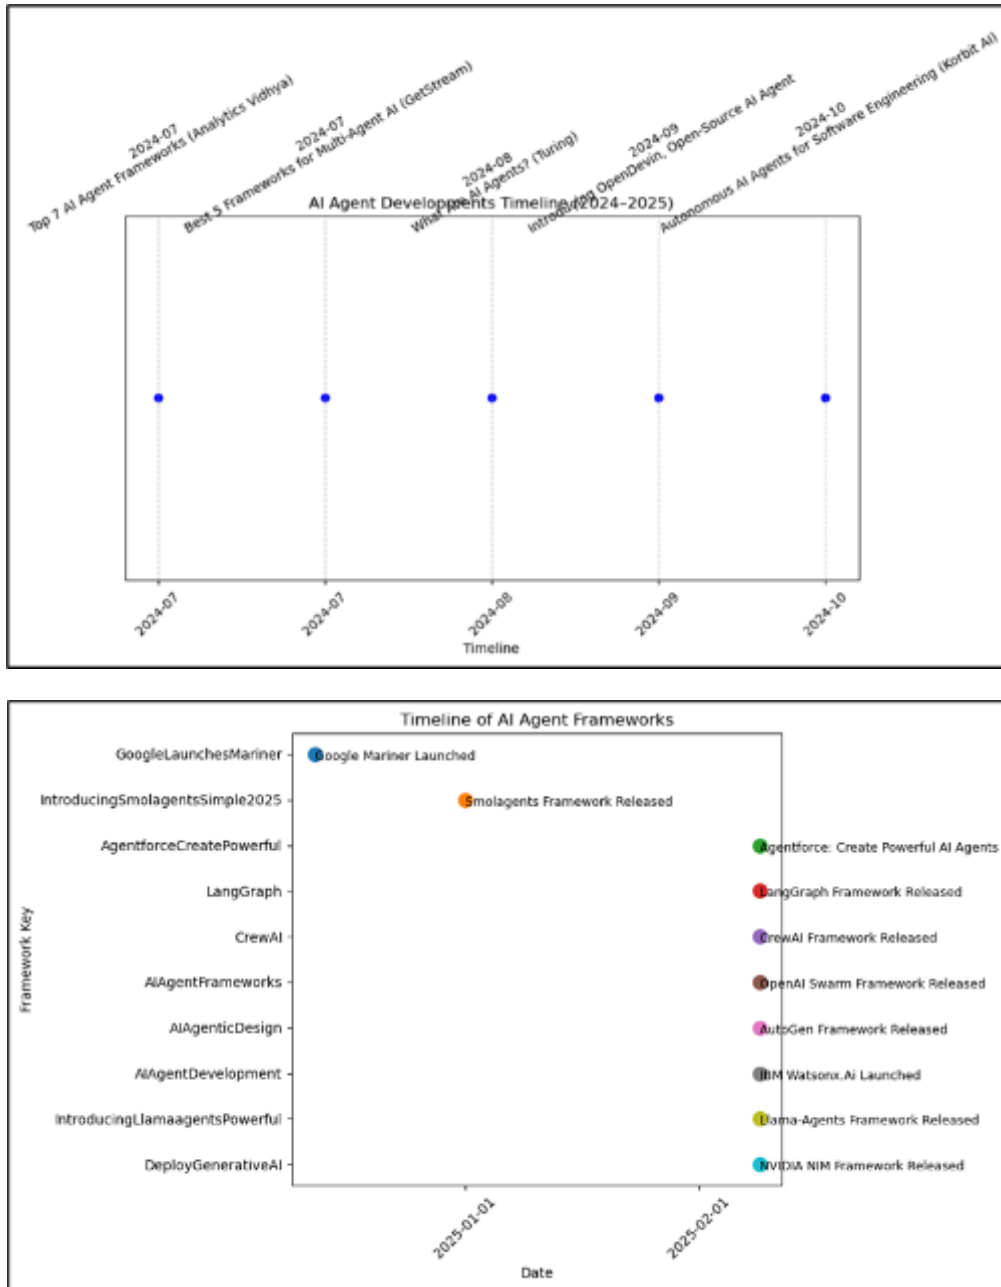 2024-07
Top 7 AI Agent Frameworks (Analytics Vidhya)
2024-07
Best 5 Frameworks for Multi-Agent AI (GetStream)
2024-08
What Are AI Agents? (Turing)
2024-09
Introducing OpenDevin, Open-Source AI Agent
2024-10
Autonomous AI Agents for Software Engineering (Korbit AI)
AI Agent Developments Timeline (2024–2025)
2024-07
2024-07
2024-08
2024-09
2024-10
Timeline
Timeline of AI Agent Frameworks
Framework Key
GoogleLaunchesMariner
Google Mariner Launched
IntroducingSmolagentsSimple2025
Smolagents Framework Released
AgentforceCreatePowerful
Agentforce: Create Powerful AI Agents
LangGraph
LangGraph Framework Released
CrewAI
CrewAI Framework Released
AIAgentFrameworks
OpenAI Swarm Framework Released
AIAgenticDesign
AutoGen Framework Released
AIAgentDevelopment
IBM Watsonx.Ai Launched
IntroducingLlamaagentsPowerful
Llama-Agents Framework Released
DeployGenerativeAI
NVIDIA NIM Framework Released
2025-01-01
2025-02-01
Date